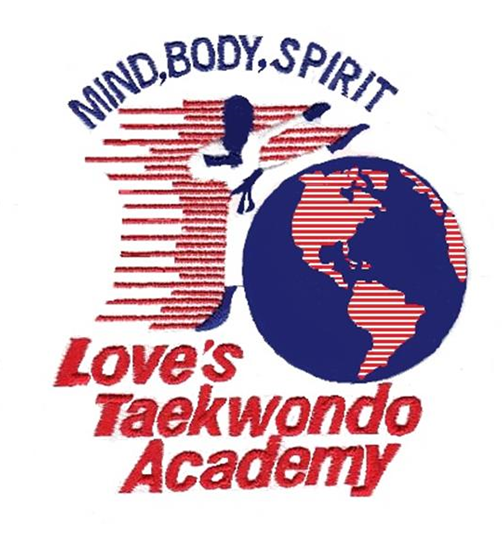 MIND, BODY, SPIRIT
Love's
Taekwondo
Academy